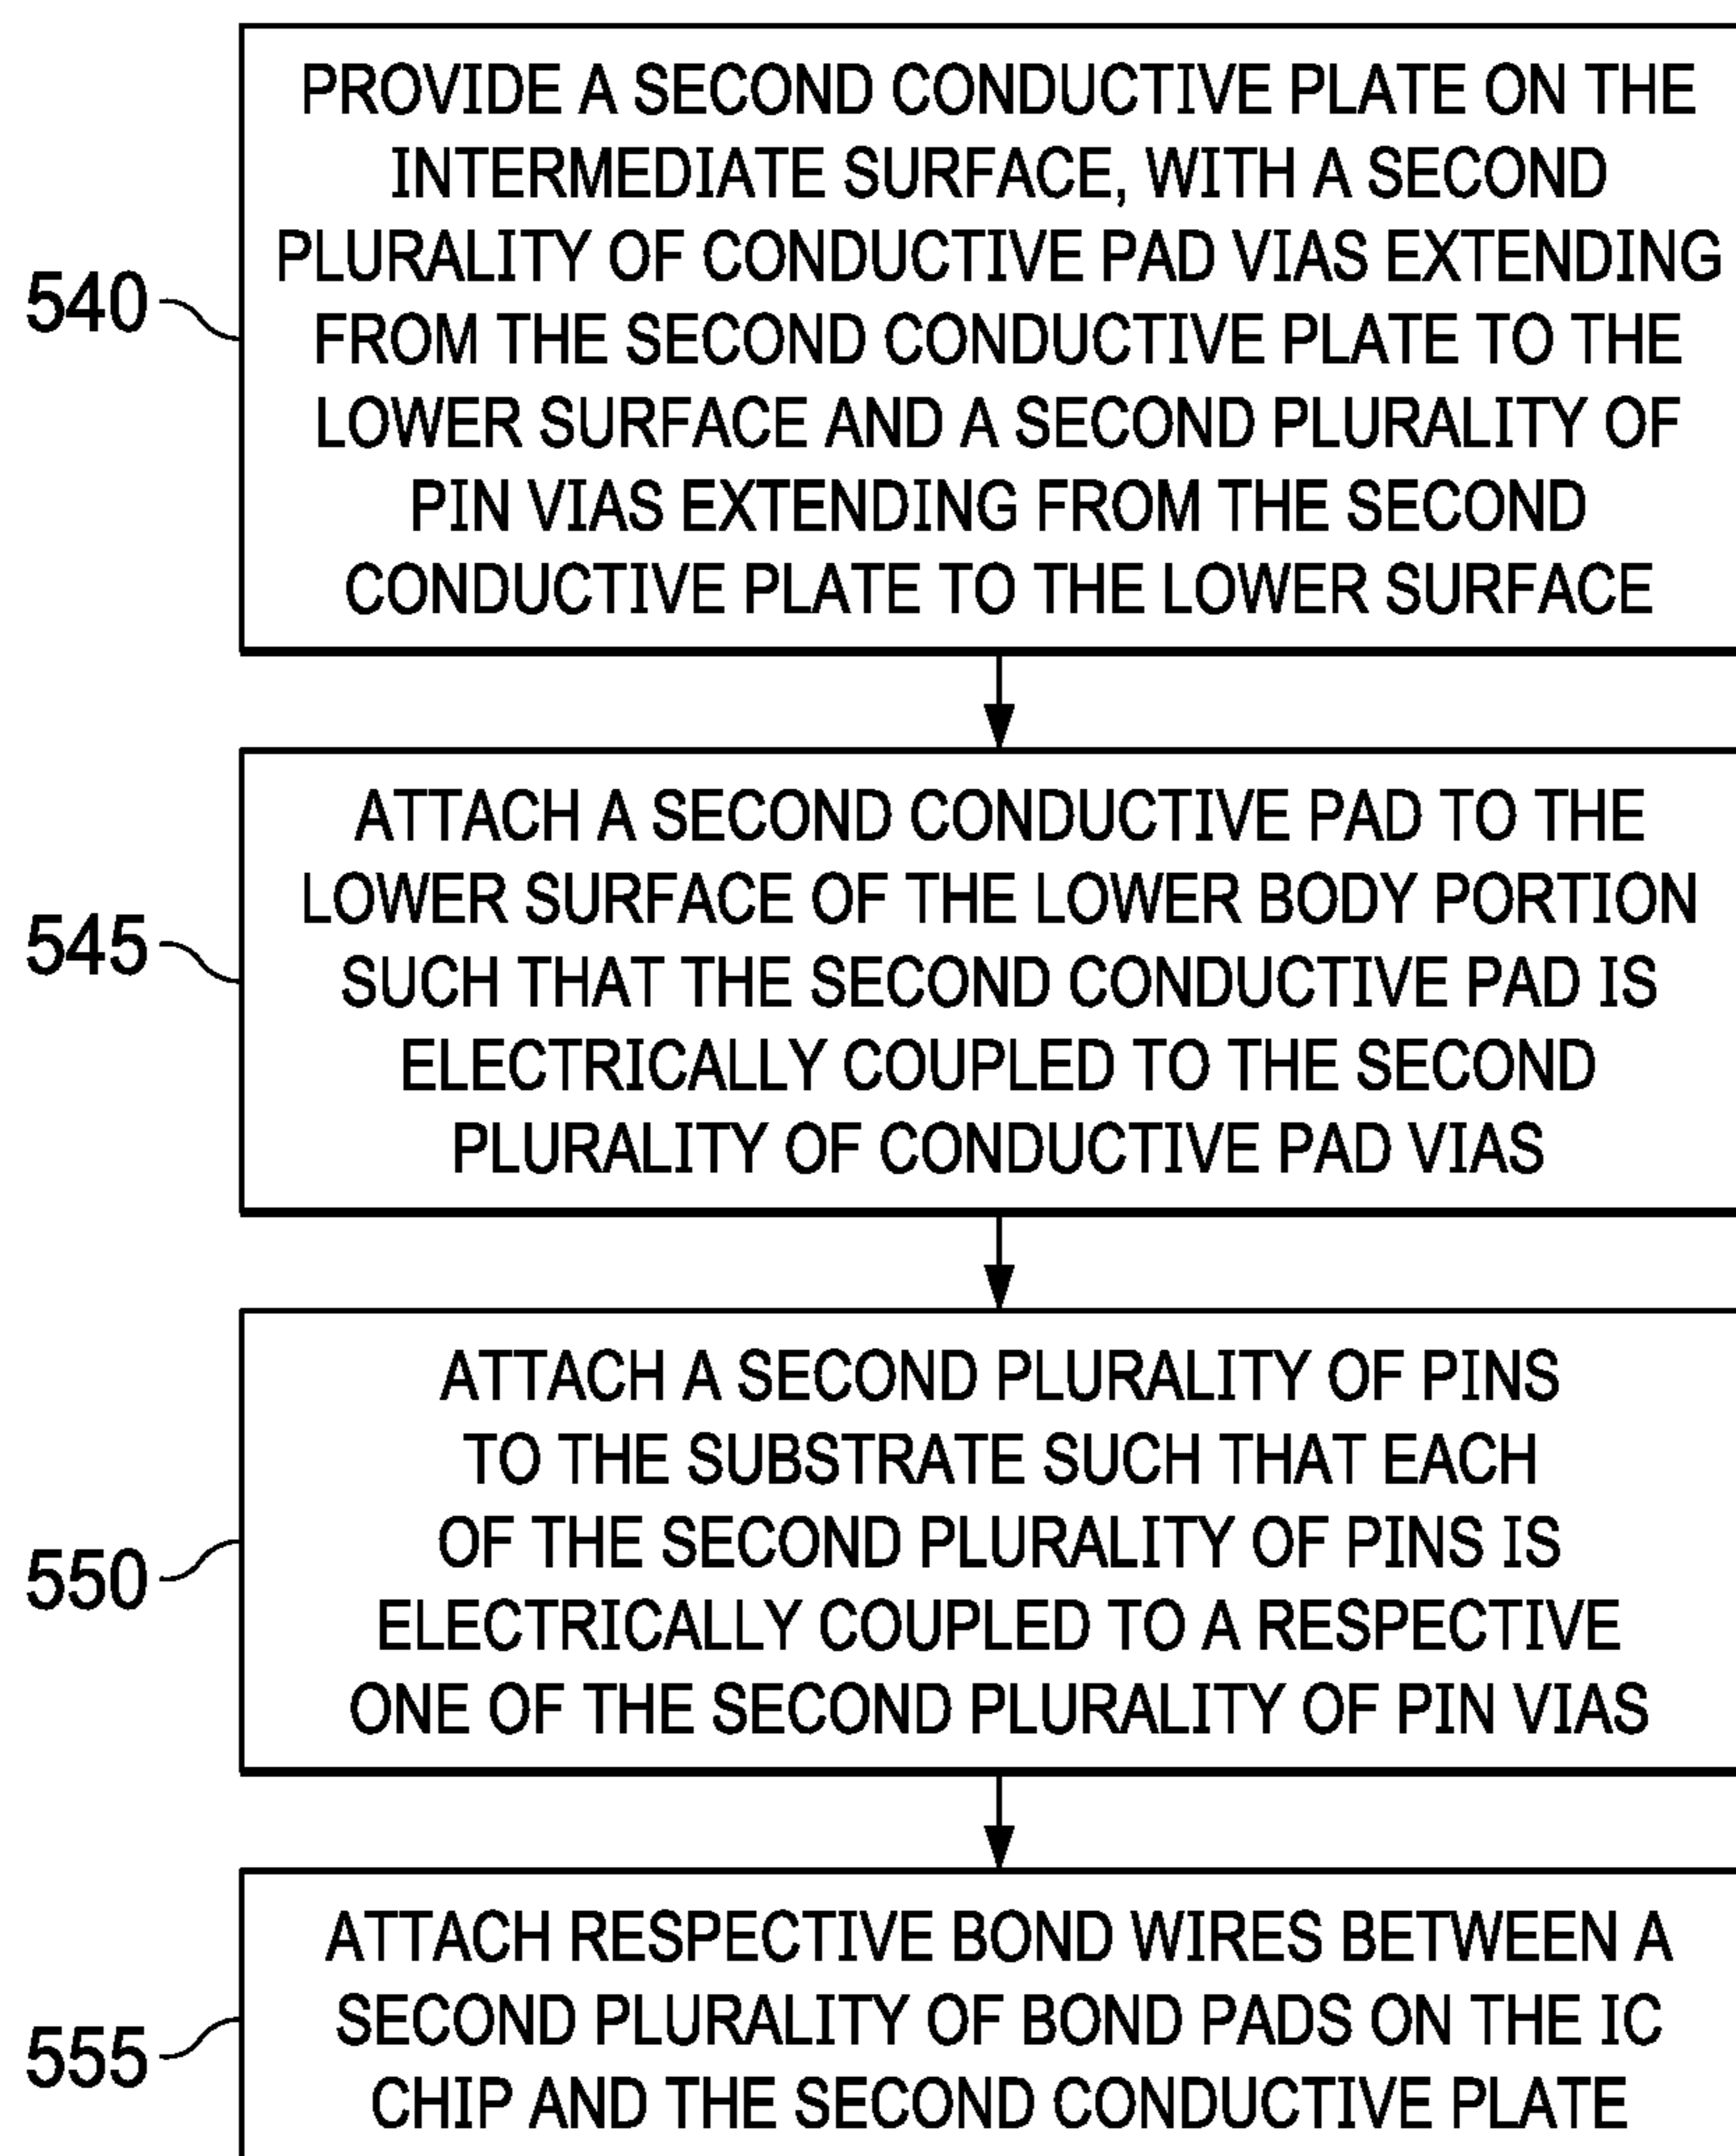 540
PROVIDE A SECOND CONDUCTIVE PLATE ON THE
INTERMEDIATE SURFACE, WITH A SECOND
PLURALITY OF CONDUCTIVE PAD VIAS EXTENDING
FROM THE SECOND CONDUCTIVE PLATE TO THE
LOWER SURFACE AND A SECOND PLURALITY OF
PIN VIAS EXTENDING FROM THE SECOND
CONDUCTIVE PLATE TO THE LOWER SURFACE
545
ATTACH A SECOND CONDUCTIVE PAD TO THE
LOWER SURFACE OF THE LOWER BODY PORTION
SUCH THAT THE SECOND CONDUCTIVE PAD IS
ELECTRICALLY COUPLED TO THE SECOND
PLURALITY OF CONDUCTIVE PAD VIAS
550
ATTACH A SECOND PLURALITY OF PINS
TO THE SUBSTRATE SUCH THAT EACH
OF THE SECOND PLURALITY OF PINS IS
ELECTRICALLY COUPLED TO A RESPECTIVE
ONE OF THE SECOND PLURALITY OF PIN VIAS
555
ATTACH RESPECTIVE BOND WIRES BETWEEN A
SECOND PLURALITY OF BOND PADS ON THE IC
CHIP AND THE SECOND CONDUCTIVE PLATE